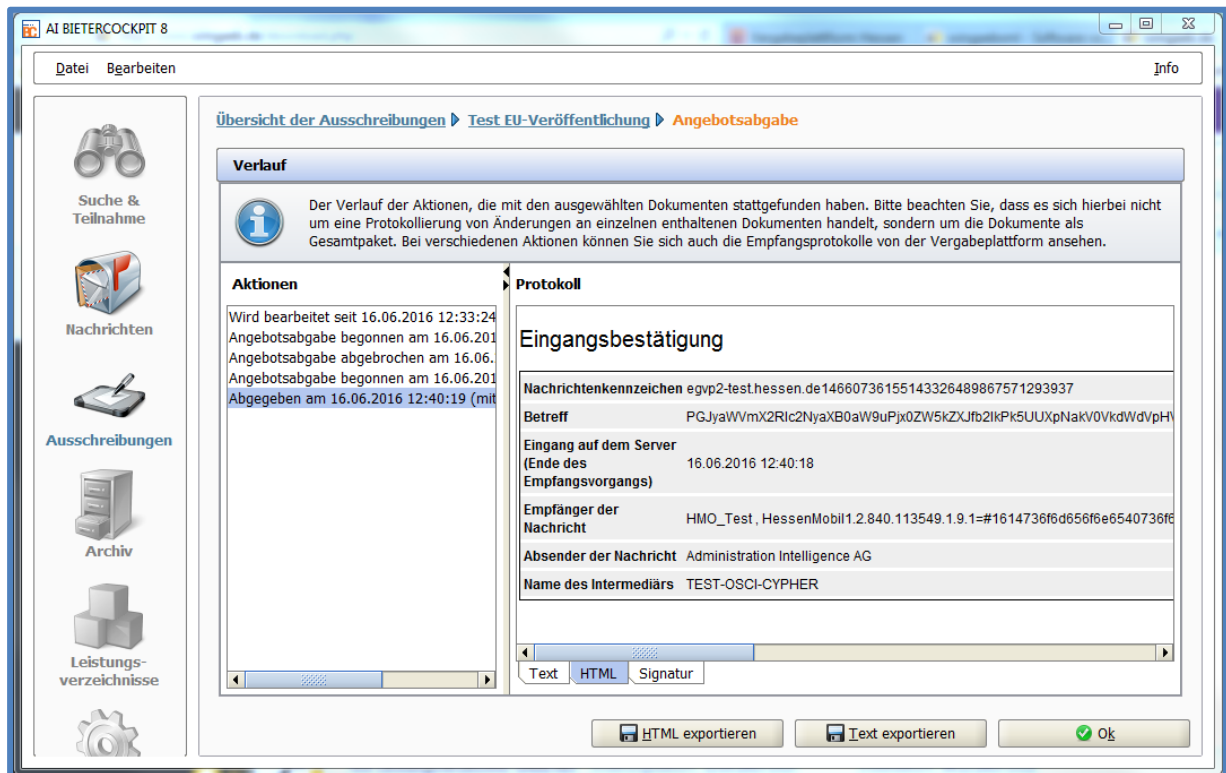 AI BIETERCOCKPIT 8
Datei Bearbeiten Info
Übersicht der Ausschreibungen Test EU-Veröffentlichung Angebotsabgabe
Verlauf
Der Verlauf der Aktionen, die mit den ausgewählten Dokumenten stattgefunden haben. Bitte beachten Sie, dass es sich hierbei nicht
um eine Protokollierung von Änderungen an einzelnen enthaltenen Dokumenten handelt, sondern um die Dokumente als
Gesamtpaket. Bei verschiedenen Aktionen können Sie sich auch die Empfangsprotokolle von der Vergabeplattform ansehen.
Suche &
Teilnahme
Nachrichten
Ausschreibungen
Archiv
Leistungs-
verzeichnisse
Aktionen
Wird bearbeitet seit 16.06.2016 12:33:24
Angebotsabgabe begonnen am 16.06.201
Angebotsabgabe abgebrochen am 16.06.
Angebotsabgabe begonnen am 16.06.201
Abgegeben am 16.06.2016 12:40:19 (mit
Protokoll
Eingangsbestätigung
Nachrichtenkennzeichen egvp2-test.hessen.de14660736155143326489867571293937
Betreff
Eingang auf dem Server
(Ende des
Empfangsvorgangs)
16.06.2016 12:40:18
Empfänger der
Nachricht
HMO_Test , HessenMobil1.2.840.113549.1.9.1=#1614736f6d656f6e6540736f6
Absender der Nachricht Administration Intelligence AG
Name des Intermediärs TEST-OSCI-CYPHER
Text HTML Signatur
HTML exportieren Text exportieren Ok